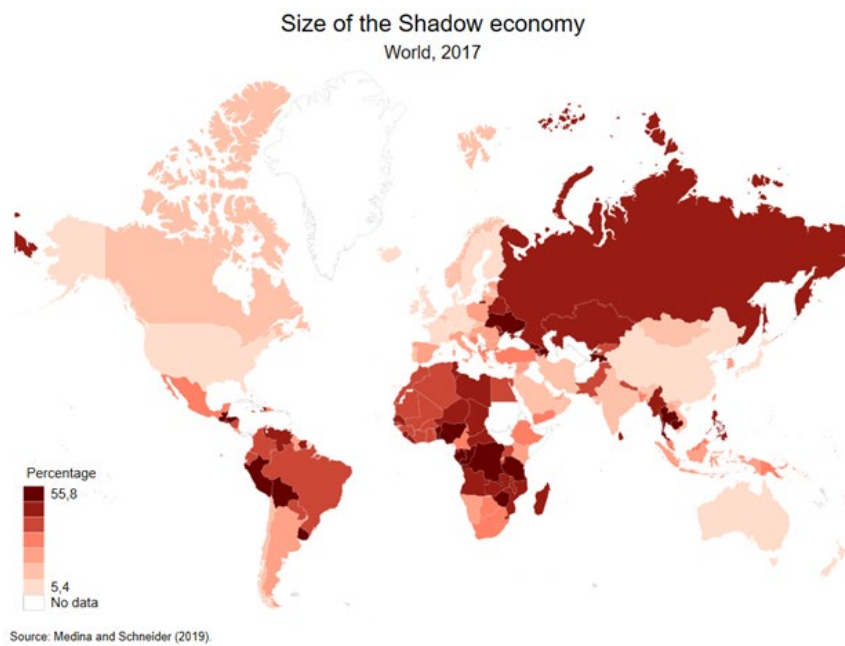 Size of the Shadow economy
World, 2017
Percentage
55,8
5,4
No data
Source: Medina and Schneider (2019).